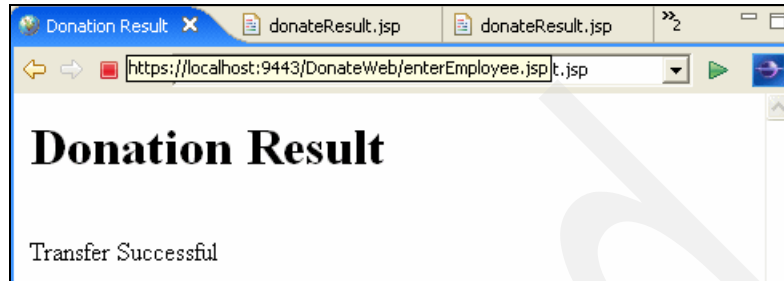 Donation Result donateResult.jsp donateResult.jsp »2
https://localhost:9443/DonateWeb/enterEmployee.jsp t.jsp
Donation Result
Transfer Successful